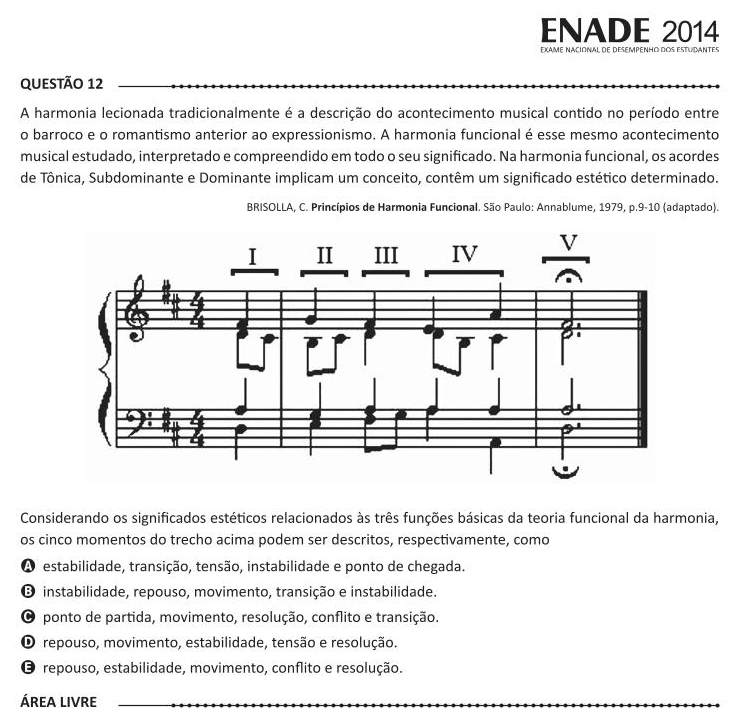 ENADE 2014
EXAME NACIONAL DE DESEMPENHO DOS ESTUDANTES
QUESTÃO 12
A harmonia lecionada tradicionalmente é a descrição do acontecimento musical contido no período entre
o barroco e o romantismo anterior ao expressionismo. A harmonia funcional é esse mesmo acontecimento
musical estudado, interpretado e compreendido em todo o seu significado. Na harmonia funcional, os acordes
de Tônica, Subdominante e Dominante implicam um conceito, contêm um significado estético determinado.
BRISOLLA, C. Princípios de Harmonia Funcional. São Paulo: Annablume, 1979, p.9-10 (adaptado).
I II III IV V
4 4
4 4
Considerando os significados estéticos relacionados às três funções básicas da teoria funcional da harmonia,
os cinco momentos do trecho acima podem ser descritos, respectivamente, como
A estabilidade, transição, tensão, instabilidade e ponto de chegada.
B instabilidade, repouso, movimento, transição e instabilidade.
C ponto de partida, movimento, resolução, conflito e transição.
D repouso, movimento, estabilidade, tensão e resolução.
E repouso, estabilidade, movimento, conflito e resolução.
ÁREA LIVRE